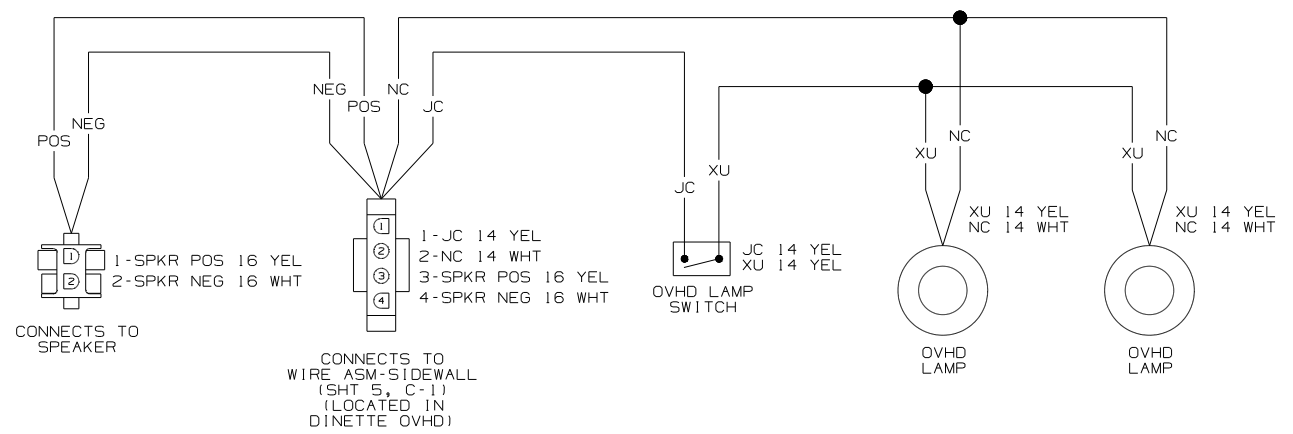 POS
NEG
NEG
POS
NC
JC
JC
XU
XU
NC
XU
NC
1
2
1-SPKR POS 16 YEL
2-SPKR NEG 16 WHT
CONNECTS TO
SPEAKER
1
2
3
4
1-JC 14 YEL
2-NC 14 WHT
3-SPKR POS 16 YEL
4-SPKR NEG 16 WHT
CONNECTS TO
WIRE ASM-SIDEWALL
(SHT 5, C-1)
(LOCATED IN
DINETTE OVHD)
JC 14 YEL
XU 14 YEL
OVHD LAMP
SWITCH
XU 14 YEL
NC 14 WHT
OVHD
LAMP
XU 14 YEL
NC 14 WHT
OVHD
LAMP